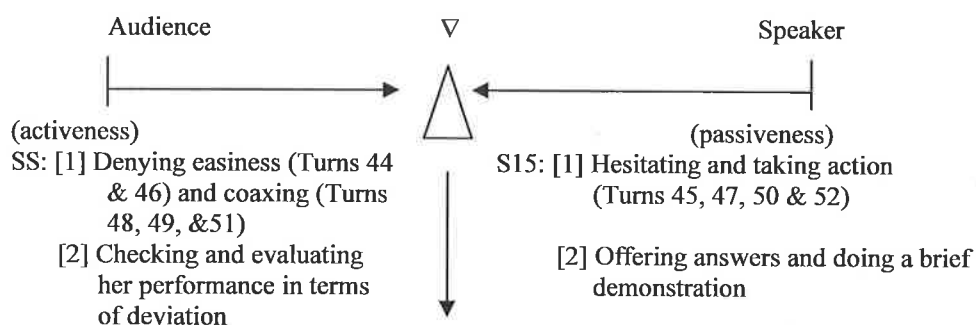 Audience ∇ Speaker
(activeness) (passiveness)
SS: [1] Denying easiness (Turns 44
& 46) and coaxing (Turns
48, 49, &51)
[2] Checking and evaluating
her performance in terms
of deviation
S15: [1] Hesitating and taking action
(Turns 45, 47, 50 & 52)
[2] Offering answers and doing a brief
demonstration